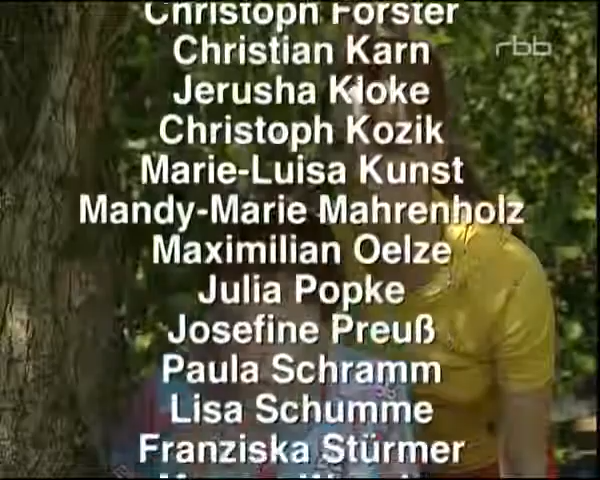 Christoph Forster
rbb
Christian Karn
Jerusha Kloke
Christoph Kozik
Marie-Luisa Kunst
Mandy-Marie Mahrenholz
Maximilian Oelze
Julia Popke
Josefine Preuß
Paula Schramm
Lisa Schumme
Franziska Stürmer